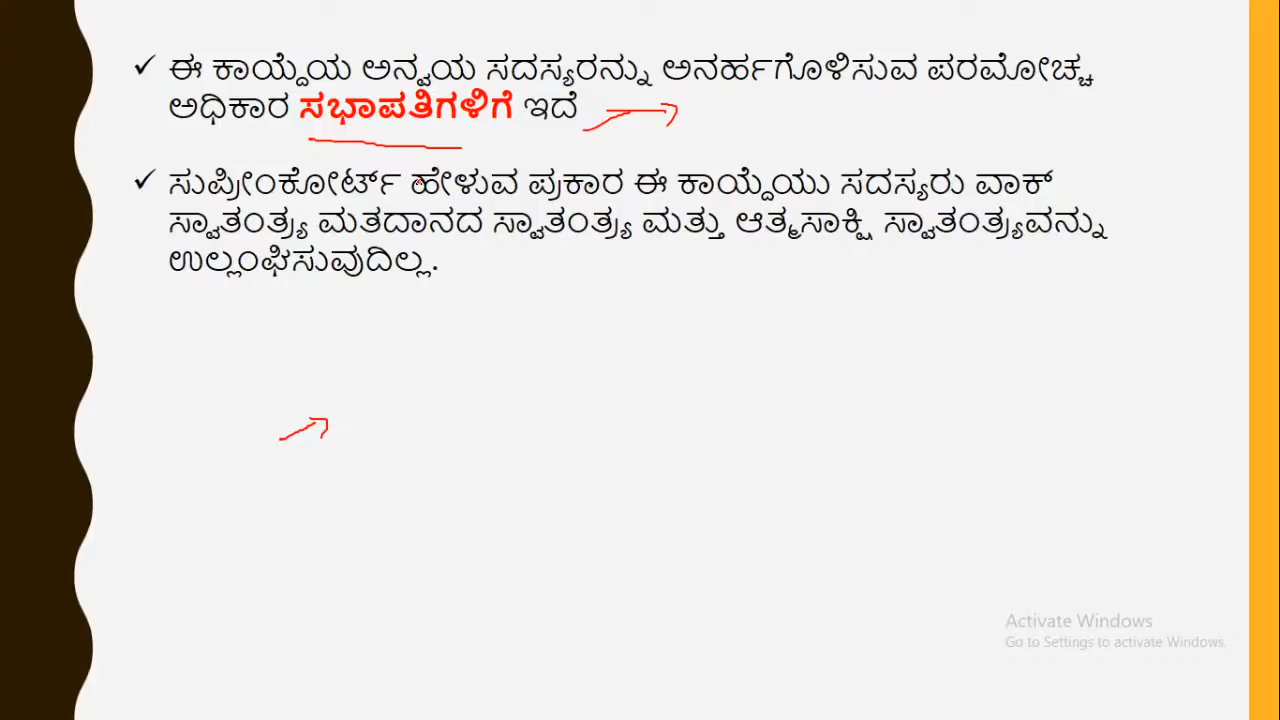 ✓ ಈ ಕಾಯ್ದೆಯ ಅನ್ವಯ ಸದಸ್ಯರನ್ನು ಅನರ್ಹಗೊಳಿಸುವ ಪರಮೋಚ್ಚ
ಅಧಿಕಾರ ಸಭಾಪತಿಗಳಿಗೆ ಇದೆ
✓ ಸುಪ್ರೀಂಕೋರ್ಟ್ ಹೇಳುವ ಪ್ರಕಾರ ಈ ಕಾಯ್ದೆಯು ಸದಸ್ಯರು ವಾಕ್
ಸ್ವಾತಂತ್ರ್ಯ ಮತದಾನದ ಸ್ವಾತಂತ್ರ್ಯ ಮತ್ತು ಆತ್ಮಸಾಕ್ಷಿ ಸ್ವಾತಂತ್ರ್ಯವನ್ನು
ಉಲ್ಲಂಘಿಸುವುದಿಲ್ಲ.
Activate Windows
Go to Settings to activate Windows.